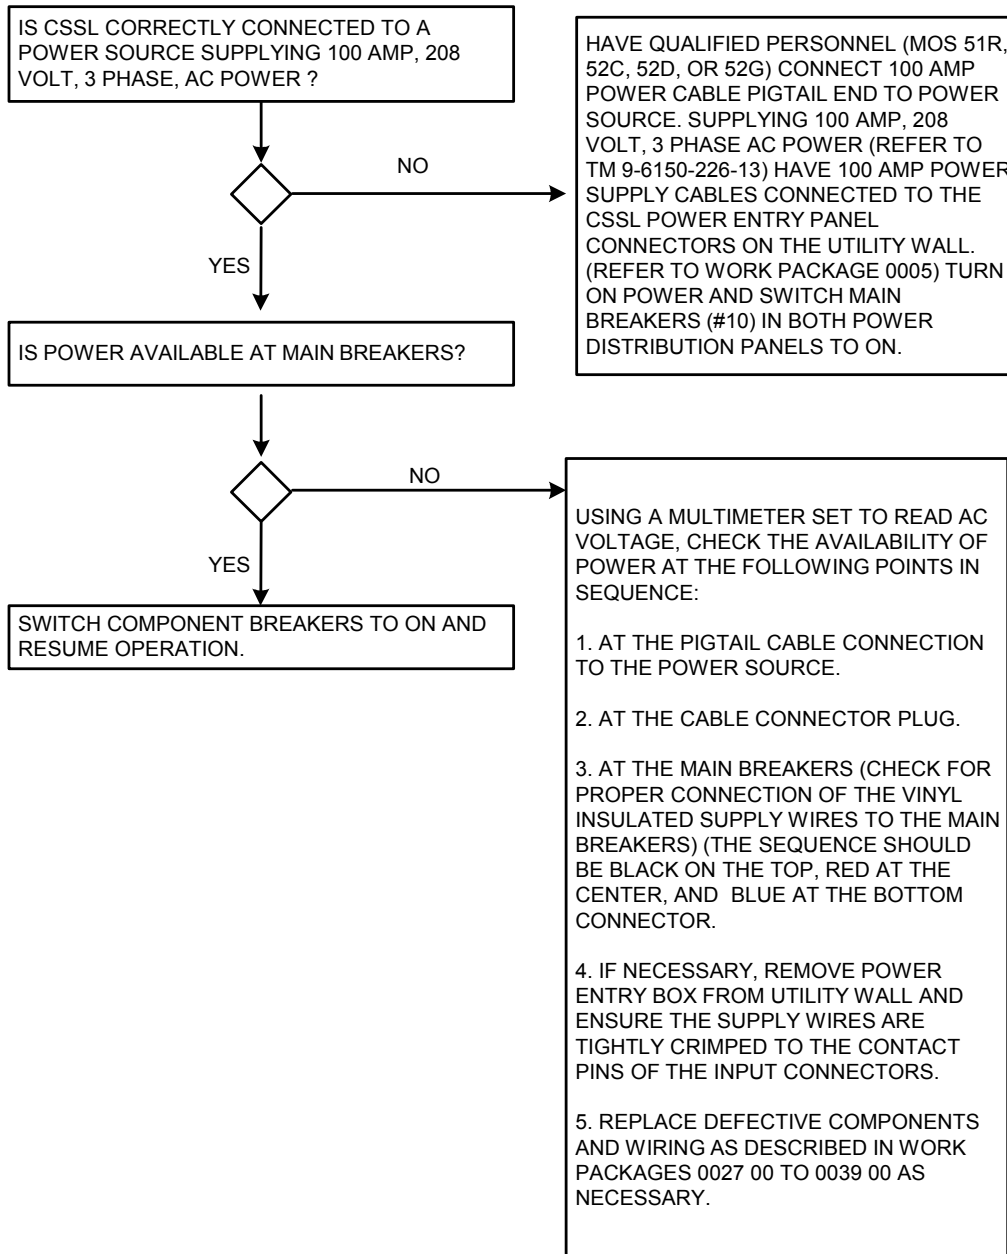 IS CSSL CORRECTLY CONNECTED TO A
POWER SOURCE SUPPLYING 100 AMP, 208
VOLT, 3 PHASE, AC POWER ?
NO
HAVE QUALIFIED PERSONNEL (MOS 51R,
52C, 52D, OR 52G) CONNECT 100 AMP
POWER CABLE PIGTAIL END TO POWER
SOURCE. SUPPLYING 100 AMP, 208
VOLT, 3 PHASE AC POWER (REFER TO
TM 9-6150-226-13) HAVE 100 AMP POWER
SUPPLY CABLES CONNECTED TO THE
CSSL POWER ENTRY PANEL
CONNECTORS ON THE UTILITY WALL.
(REFER TO WORK PACKAGE 0005) TURN
ON POWER AND SWITCH MAIN
BREAKERS (#10) IN BOTH POWER
DISTRIBUTION PANELS TO ON.
YES
IS POWER AVAILABLE AT MAIN BREAKERS?
NO
YES
SWITCH COMPONENT BREAKERS TO ON AND
RESUME OPERATION.
USING A MULTIMETER SET TO READ AC
VOLTAGE, CHECK THE AVAILABILITY OF
POWER AT THE FOLLOWING POINTS IN
SEQUENCE:
1. AT THE PIGTAIL CABLE CONNECTION
TO THE POWER SOURCE.
2. AT THE CABLE CONNECTOR PLUG.
3. AT THE MAIN BREAKERS (CHECK FOR
PROPER CONNECTION OF THE VINYL
INSULATED SUPPLY WIRES TO THE MAIN
BREAKERS) (THE SEQUENCE SHOULD
BE BLACK ON THE TOP, RED AT THE
CENTER, AND BLUE AT THE BOTTOM
CONNECTOR.
4. IF NECESSARY, REMOVE POWER
ENTRY BOX FROM UTILITY WALL AND
ENSURE THE SUPPLY WIRES ARE
TIGHTLY CRIMPED TO THE CONTACT
PINS OF THE INPUT CONNECTORS.
5. REPLACE DEFECTIVE COMPONENTS
AND WIRING AS DESCRIBED IN WORK
PACKAGES 0027 00 TO 0039 00 AS
NECESSARY.